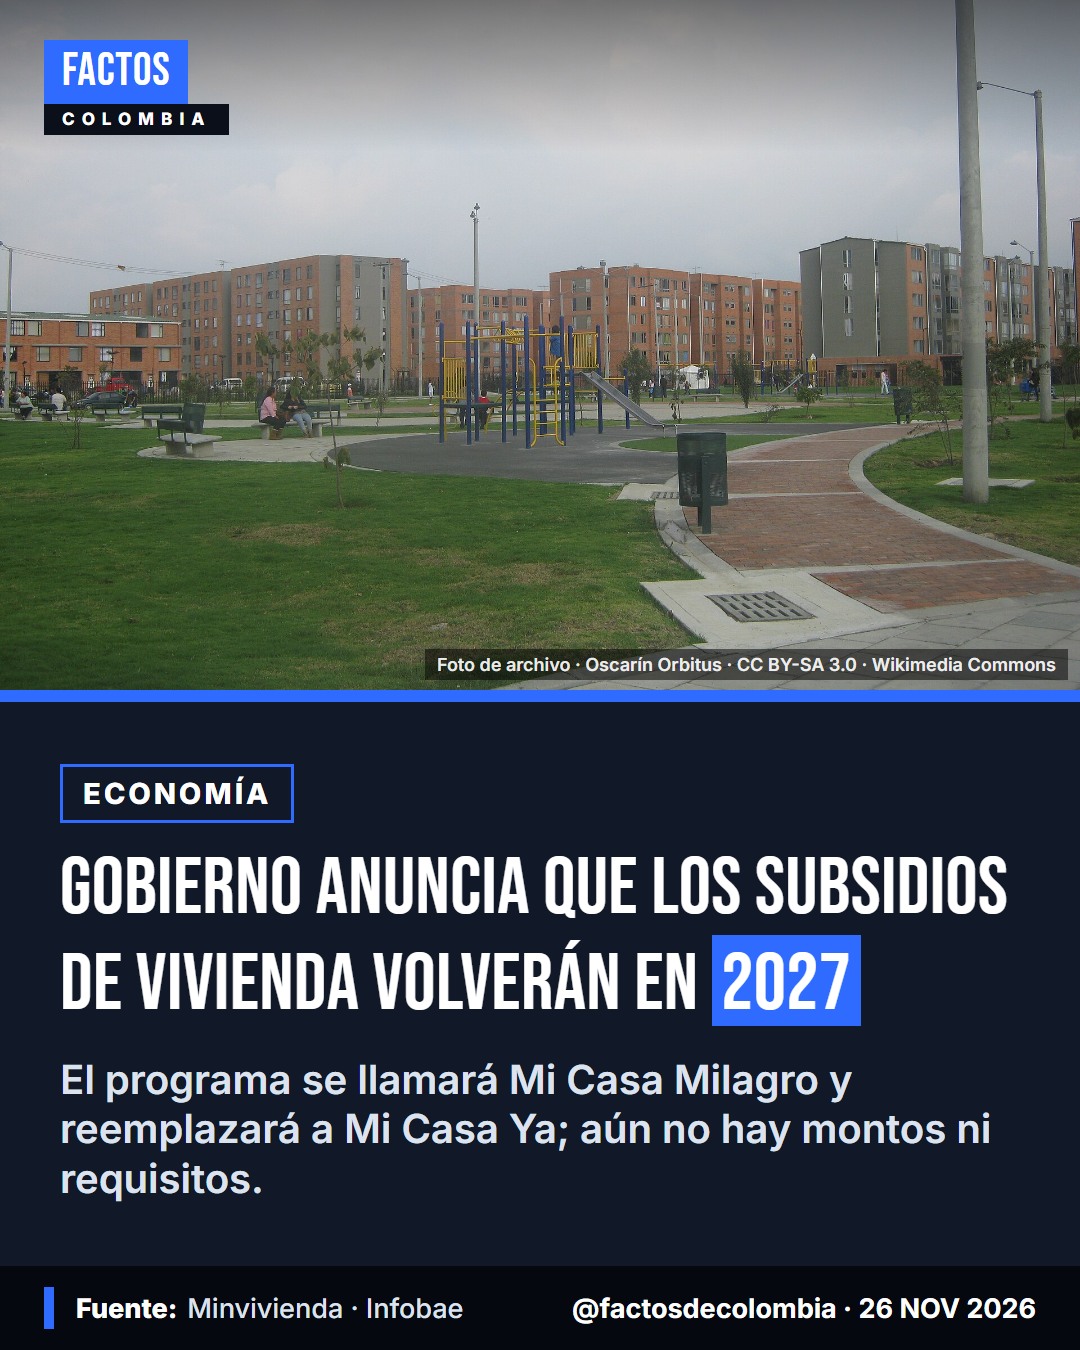 FACTOS
COLOMBIA
Foto de archivo · Oscarín Orbitus · CC BY-SA 3.0 · Wikimedia Commons
ECONOMÍA
GOBIERNO ANUNCIA QUE LOS SUBSIDIOS
DE VIVIENDA VOLVERÁN EN 2027
El programa se llamará Mi Casa Milagro y
reemplazará a Mi Casa Ya; aún no hay montos ni
requisitos.
Fuente: Minvivienda · Infobae
@factosdecolombia · 26 NOV 2026